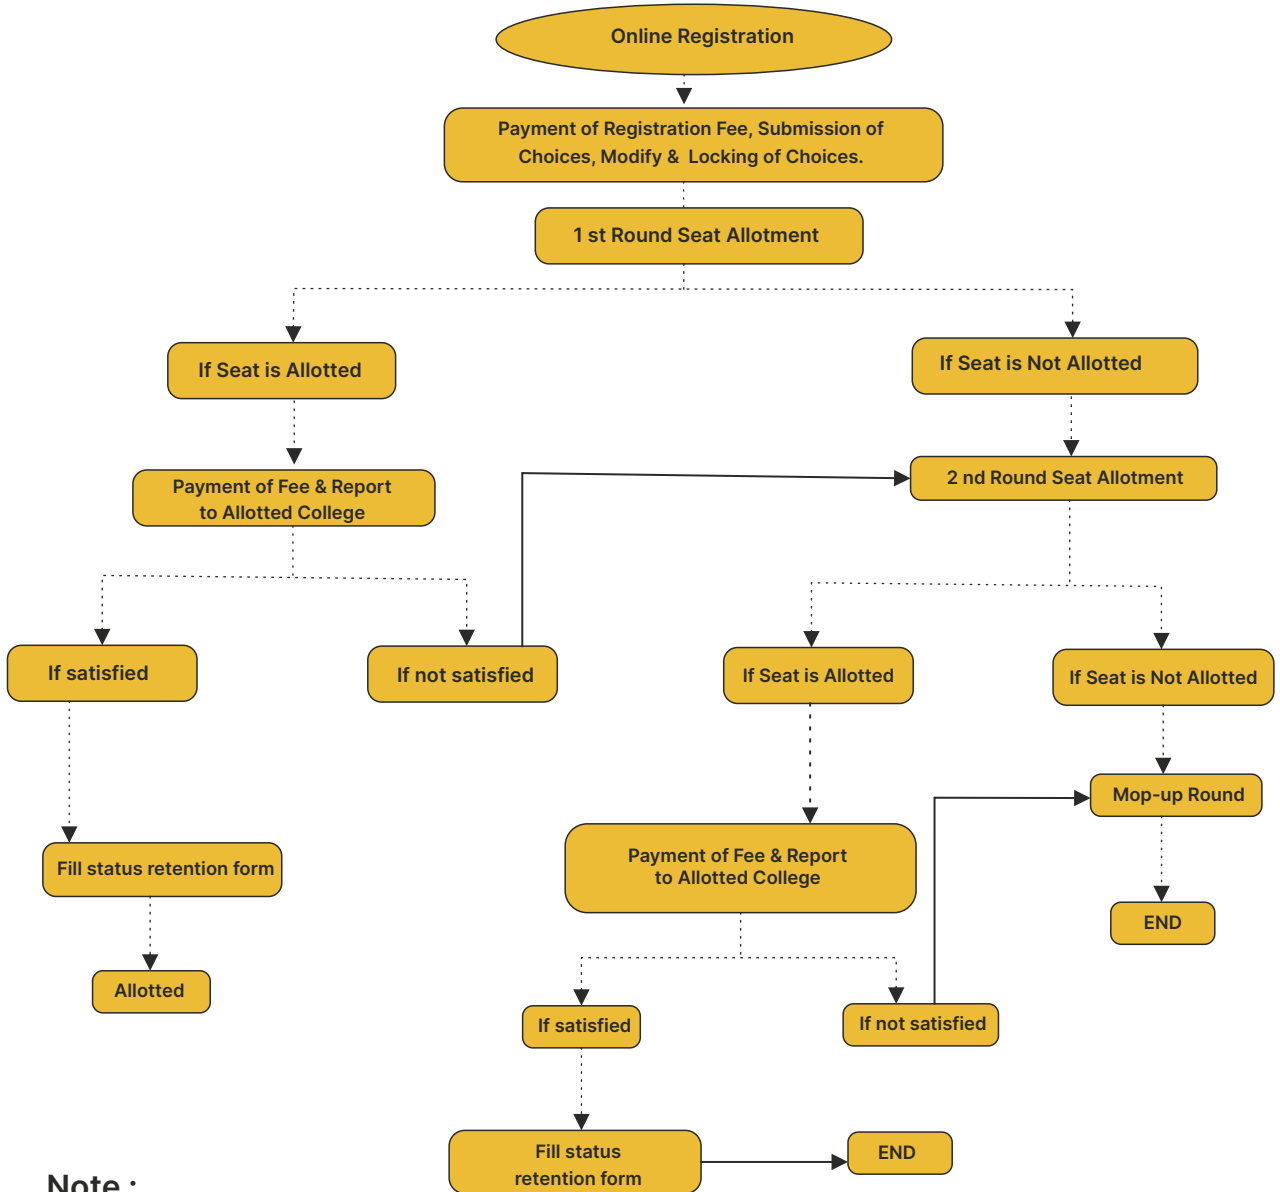 Online Registration
Payment of Registration Fee, Submission of
Choices, Modify & Locking of Choices.
1 st Round Seat Allotment
If Seat is Allotted
If Seat is Not Allotted
Payment of Fee & Report
to Allotted College
2 nd Round Seat Allotment
If satisfied
If not satisfied
If Seat is Allotted
If Seat is Not Allotted
Mop-up Round
Fill status retention form
Payment of Fee & Report
to Allotted College
END
Allotted
If satisfied
If not satisfied
Fill status
retention form
END
Note :